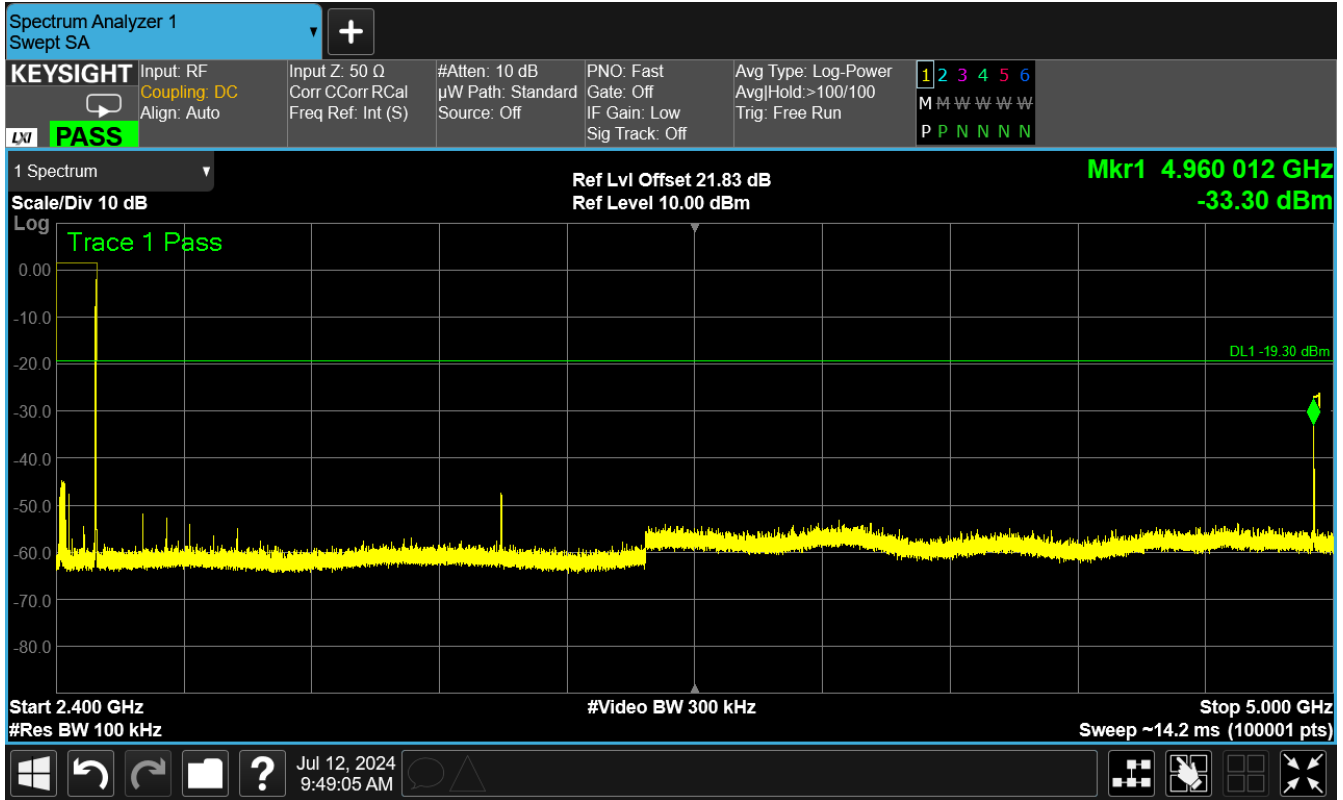 Spectrum Analyzer 1
Swept SA
KEYSIGHT
LXI
PASS
Input: RF
Coupling: DC
Align: Auto
Input Z: 50 Ω
Corr CCorr RCal
Freq Ref: Int (S)
#Atten: 10 dB
µW Path: Standard
Source: Off
PNO: Fast
Gate: Off
IF Gain: Low
Sig Track: Off
Avg Type: Log-Power
Avg|Hold:>100/100
Trig: Free Run
1 2 3 4 5 6
M M W W W W
P P N N N N
1 Spectrum
Scale/Div 10 dB
Ref Lvl Offset 21.83 dB
Ref Level 10.00 dBm
Mkr1 4.960 012 GHz
-33.30 dBm
Log
Trace 1 Pass
0.00
-10.0
DL1 -19.30 dBm
-20.0
1
-30.0
-40.0
-50.0
-60.0
-70.0
-80.0
Start 2.400 GHz
#Video BW 300 kHz
Stop 5.000 GHz
#Res BW 100 kHz
Sweep ~14.2 ms (100001 pts)
?
Jul 12, 2024
9:49:05 AM